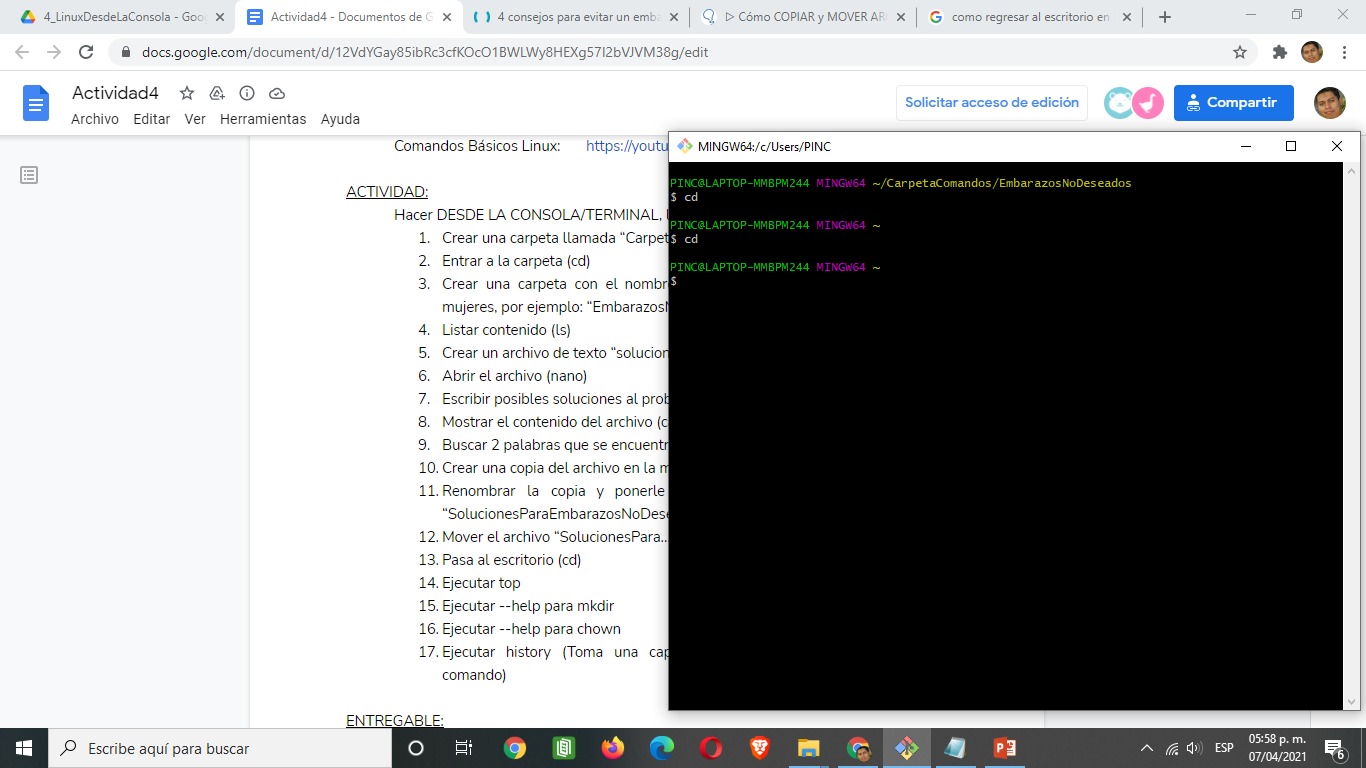 4_LinuxDesdeLaConsola - Goo
Actividad4 - Documentos de G
4 consejos para evitar un emba
▷ Cómo COPIAR y MOVER AR
como regresar al escritorio en
docs.google.com/document/d/12VdYGay85ibRc3cfKOcO1BWLWy8HEXg57I2bVJVM38g/edit
Actividad4
Archivo Editar Ver Herramientas Ayuda
Solicitar acceso de edición
Compartir
Comandos Básicos Linux: https://youtu
ACTIVIDAD:
Hacer DESDE LA CONSOLA/TERMINAL,
1. Crear una carpeta llamada “Carpet
2. Entrar a la carpeta (cd)
3. Crear una carpeta con el nombre
mujeres, por ejemplo: “EmbarazosN
4. Listar contenido (ls)
5. Crear un archivo de texto “solucion
6. Abrir el archivo (nano)
7. Escribir posibles soluciones al prob
8. Mostrar el contenido del archivo (c
9. Buscar 2 palabras que se encuentr
10. Crear una copia del archivo en la m
11. Renombrar la copia y ponerle
“SolucionesParaEmbarazosNoDese
12. Mover el archivo “SolucionesPara...
13. Pasa al escritorio (cd)
14. Ejecutar top
15. Ejecutar --help para mkdir
16. Ejecutar --help para chown
17. Ejecutar history (Toma una cap
comando)
ENTREGABLE:
MINGW64:/c/Users/PINC
PINC@LAPTOP-MMBPM244 MINGW64 ~/CarpetaComandos/EmbarazosNoDeseados
$ cd
PINC@LAPTOP-MMBPM244 MINGW64 ~
$ cd
PINC@LAPTOP-MMBPM244 MINGW64 ~
$
Escribe aquí para buscar
ESP
05:58 p. m.
07/04/2021
6